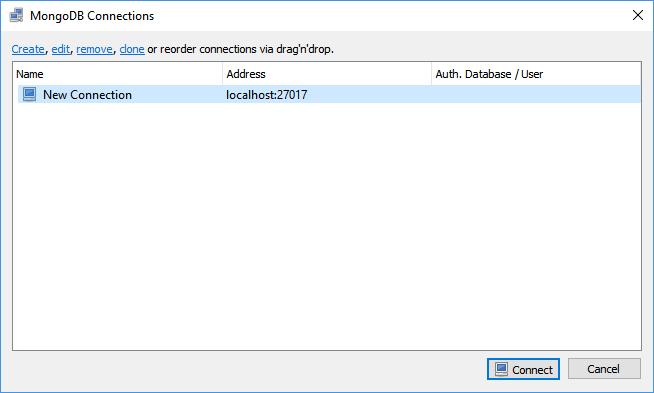 MongoDB Connections
Create, edit, remove, clone or reorder connections via drag'n'drop.
Name Address Auth. Database / User
New Connection localhost:27017
Connect Cancel